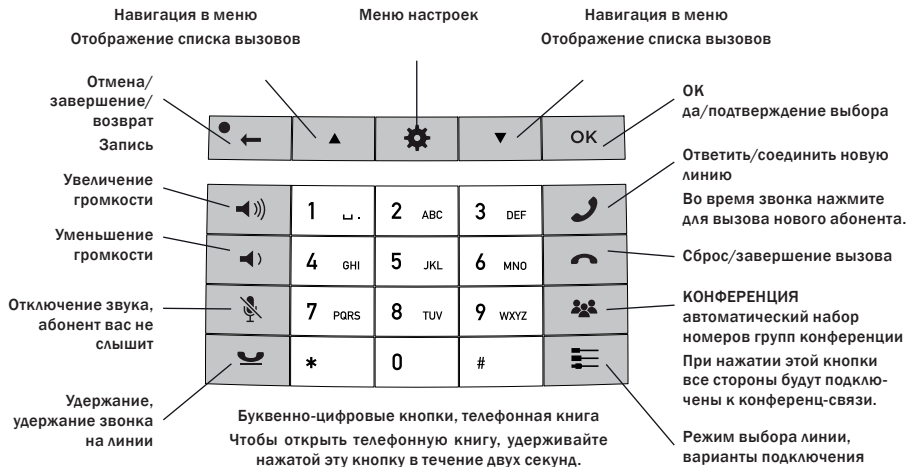 Навигация в меню
Отображение списка вызовов
Меню настроек
Навигация в меню
Отображение списка вызовов
Отмена/
завершение/
возврат
Запись
OK
да/подтверждение выбора
OK
Увеличение
громкости
Ответить/соединить новую
линию
Во время звонка нажмите
для вызова нового абонента.
1 ␣ .
2 ABC
3 DEF
Уменьшение
громкости
4 GHI
5 JKL
6 MNO
Сброс/завершение вызова
Отключение звука,
абонент вас не
слышит
7 PQRS
8 TUV
9 WXYZ
КОНФЕРЕНЦИЯ
автоматический набор
номеров групп конференции
При нажатии этой кнопки
все стороны будут подклю-
чены к конференц-связи.
*
0
#
Удержание,
удержание звонка
на линии
Буквенно-цифровые кнопки, телефонная книга
Чтобы открыть телефонную книгу, удерживайте
нажатой эту кнопку в течение двух секунд.
Режим выбора линии,
варианты подключения